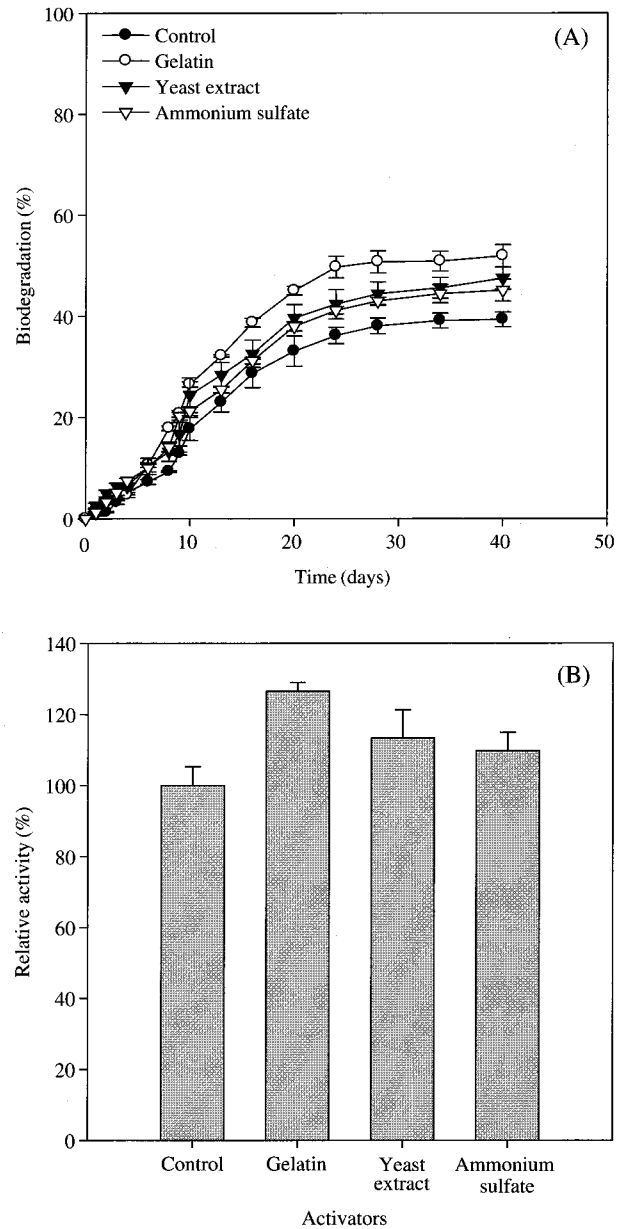 100
80
60
40
20
0
Biodegradation (%)
Control
Gelatin
Yeast extract
Ammonium sulfate
(A)
0 10 20 30 40 50
Time (days)
140
120
100
80
60
40
20
0
Relative activity (%)
(B)
Control Gelatin Yeast extract Ammonium sulfate
Activators